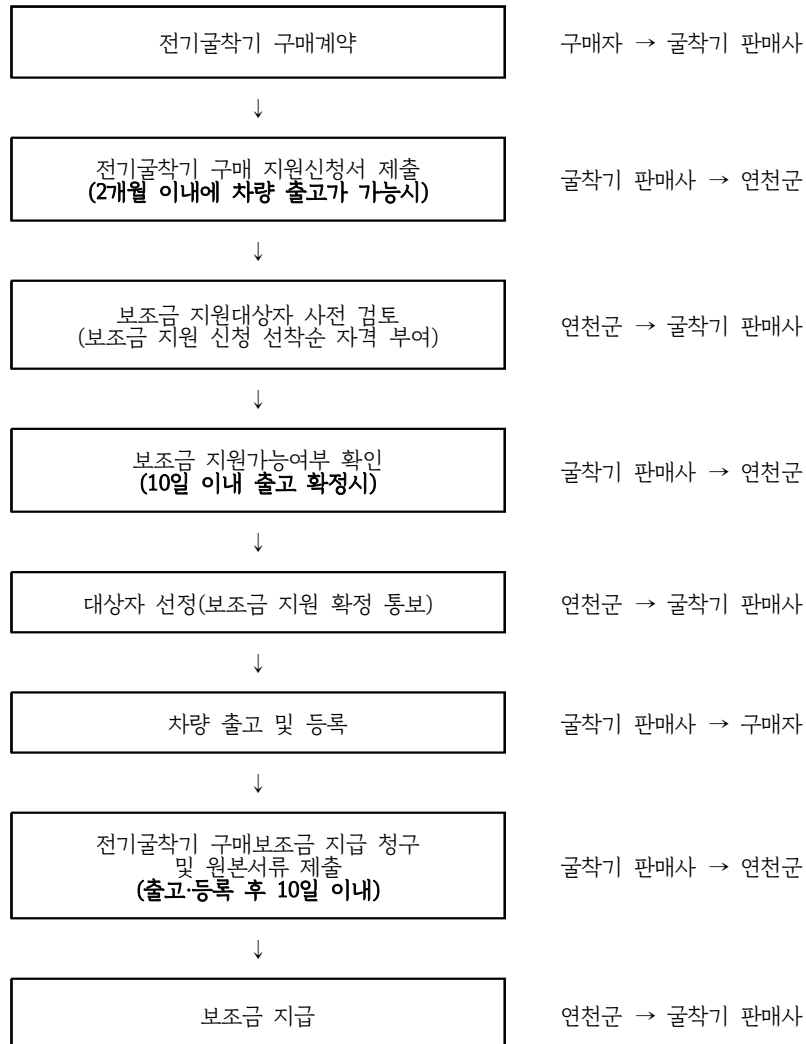 전기굴착기 구매계약
구매자 → 굴착기 판매사
↓
전기굴착기 구매 지원신청서 제출
(2개월 이내에 차량 출고가 가능시)
굴착기 판매사 → 연천군
↓
보조금 지원대상자 사전 검토
(보조금 지원 신청 선착순 자격 부여)
연천군 → 굴착기 판매사
↓
보조금 지원가능여부 확인
(10일 이내 출고 확정시)
굴착기 판매사 → 연천군
↓
대상자 선정(보조금 지원 확정 통보)
연천군 → 굴착기 판매사
↓
차량 출고 및 등록
굴착기 판매사 → 구매자
↓
전기굴착기 구매보조금 지급 청구
및 원본서류 제출
(출고·등록 후 10일 이내)
굴착기 판매사 → 연천군
↓
보조금 지급
연천군 → 굴착기 판매사